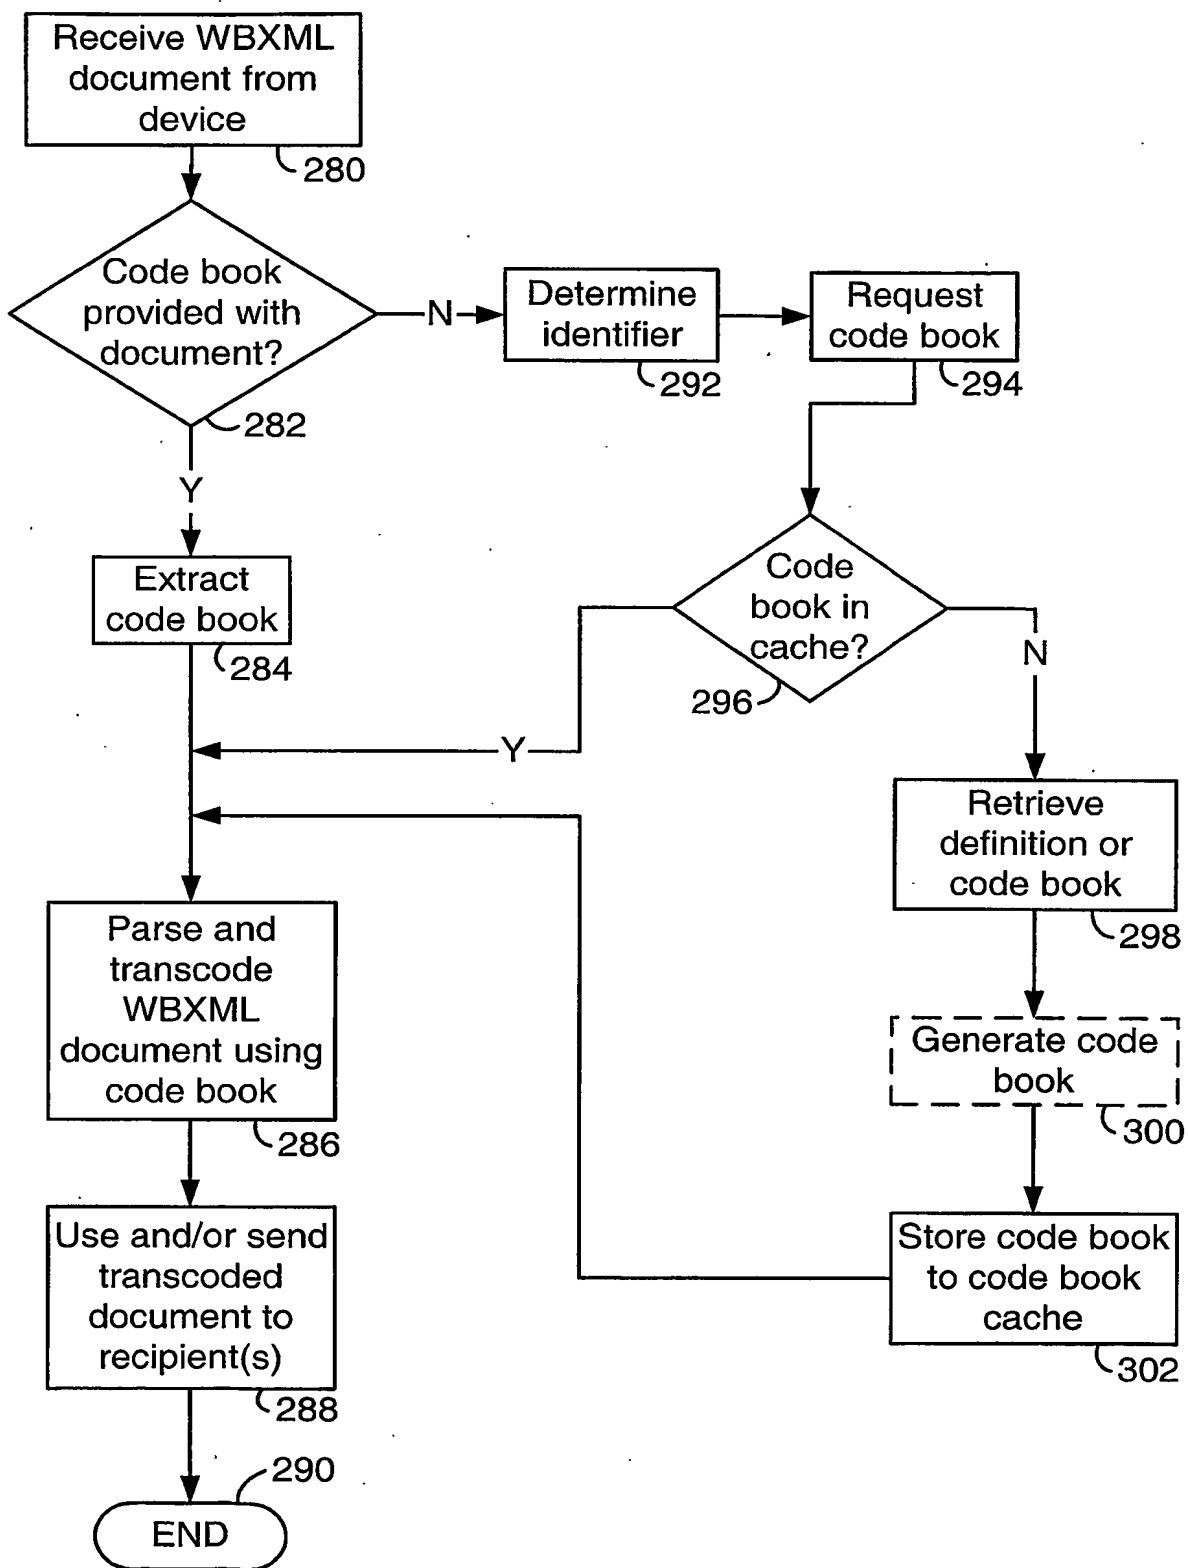 Receive WBXML
document from
device
280
Code book
provided with
document?
282
N
Determine
identifier
292
Request
code book
294
Y
Extract
code book
284
Code
book in
cache?
296
N
Y
Retrieve
definition or
code book
298
Parse and
transcode
WBXML
document using
code book
286
Generate code
book
300
Use and/or send
transcoded
document to
recipient(s)
288
Store code book
to code book
cache
302
290
END